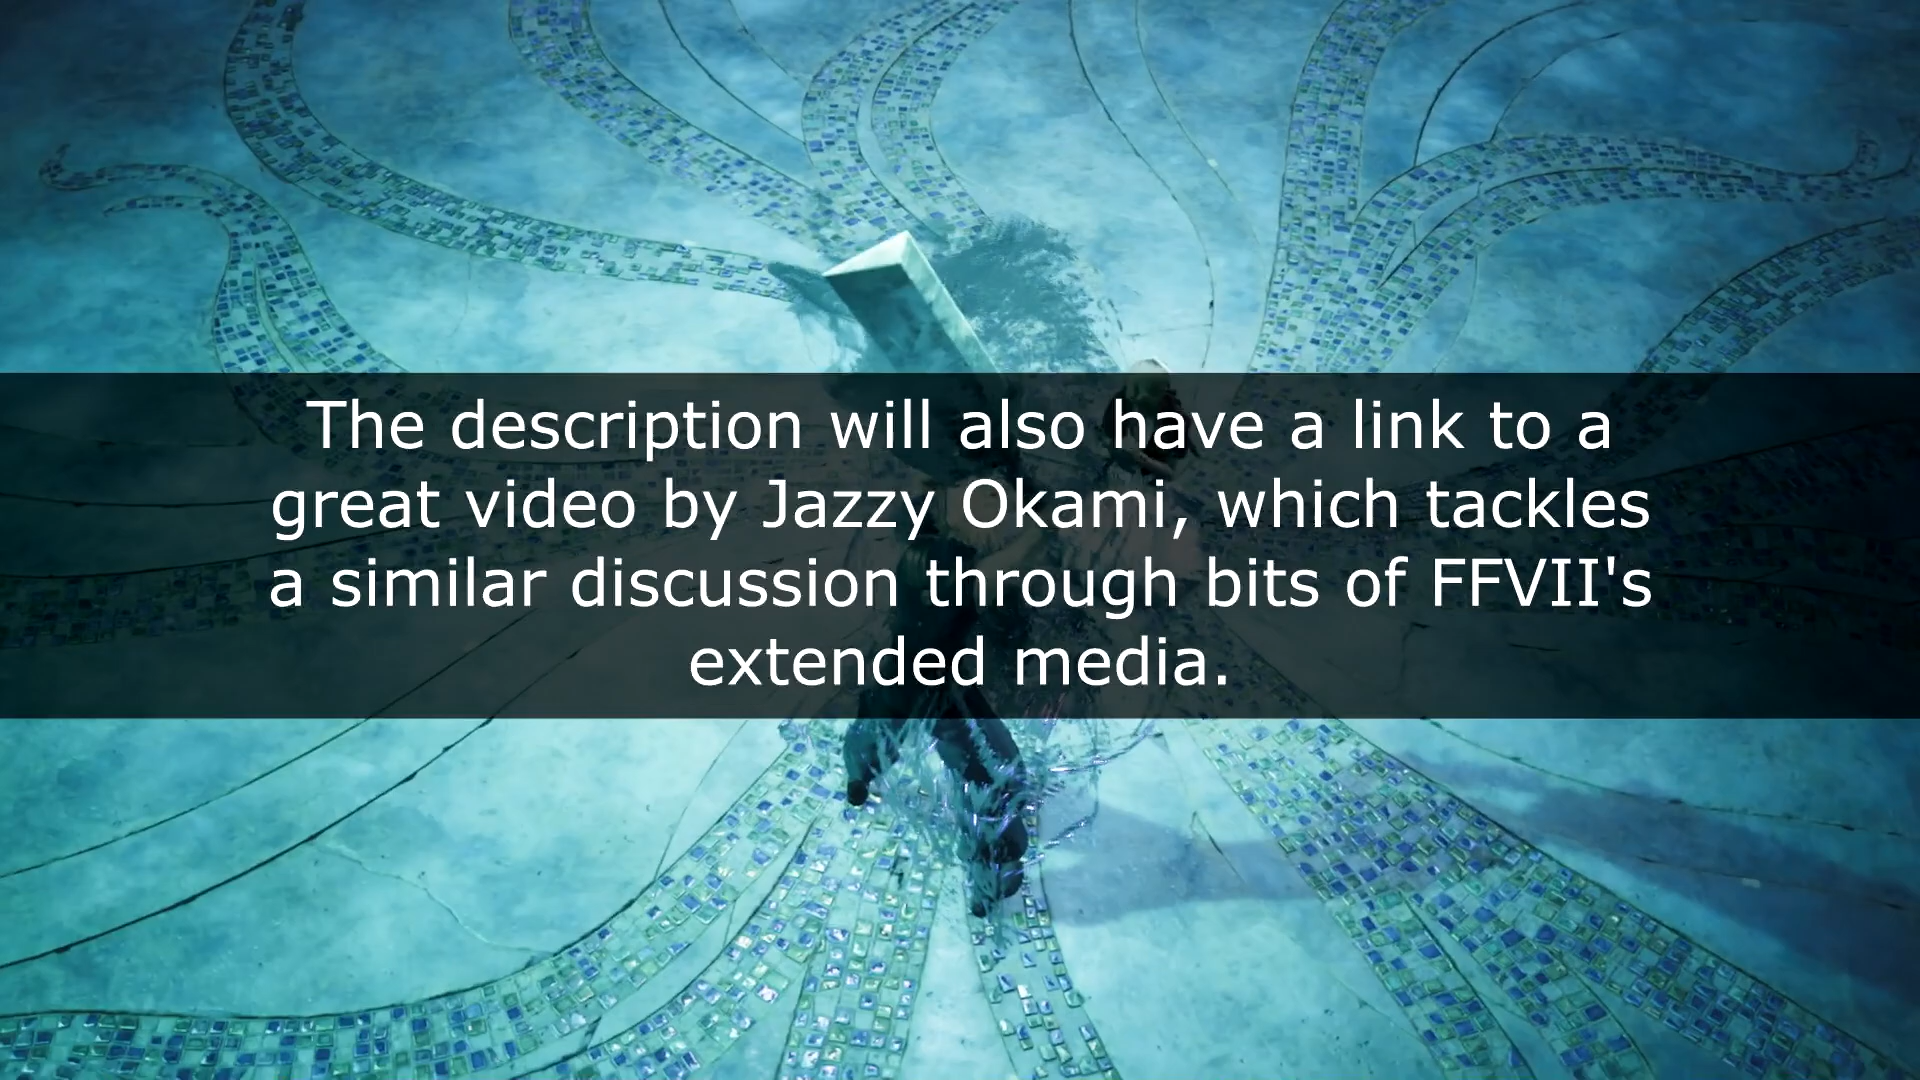 The description will also have a link to a
great video by Jazzy Okami, which tackles
a similar discussion through bits of FFVII's
extended media.